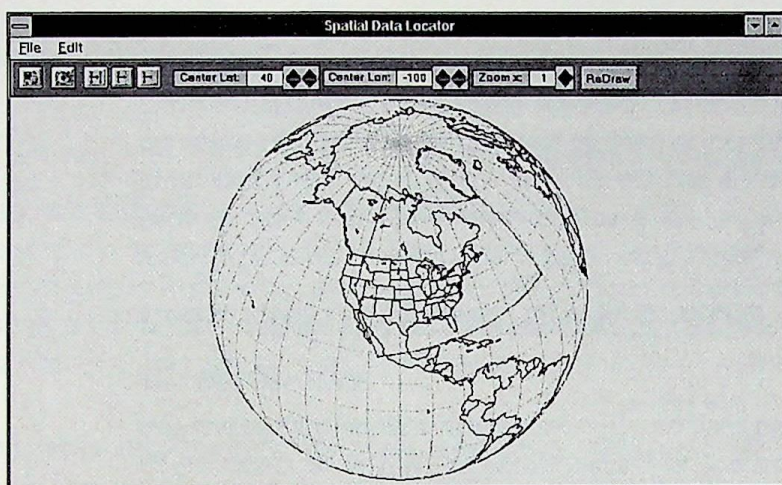 Spatial Data Locator
File Edit
Center Lat: 40 Center Lon: -100 Zoom x: 1 ReDraw